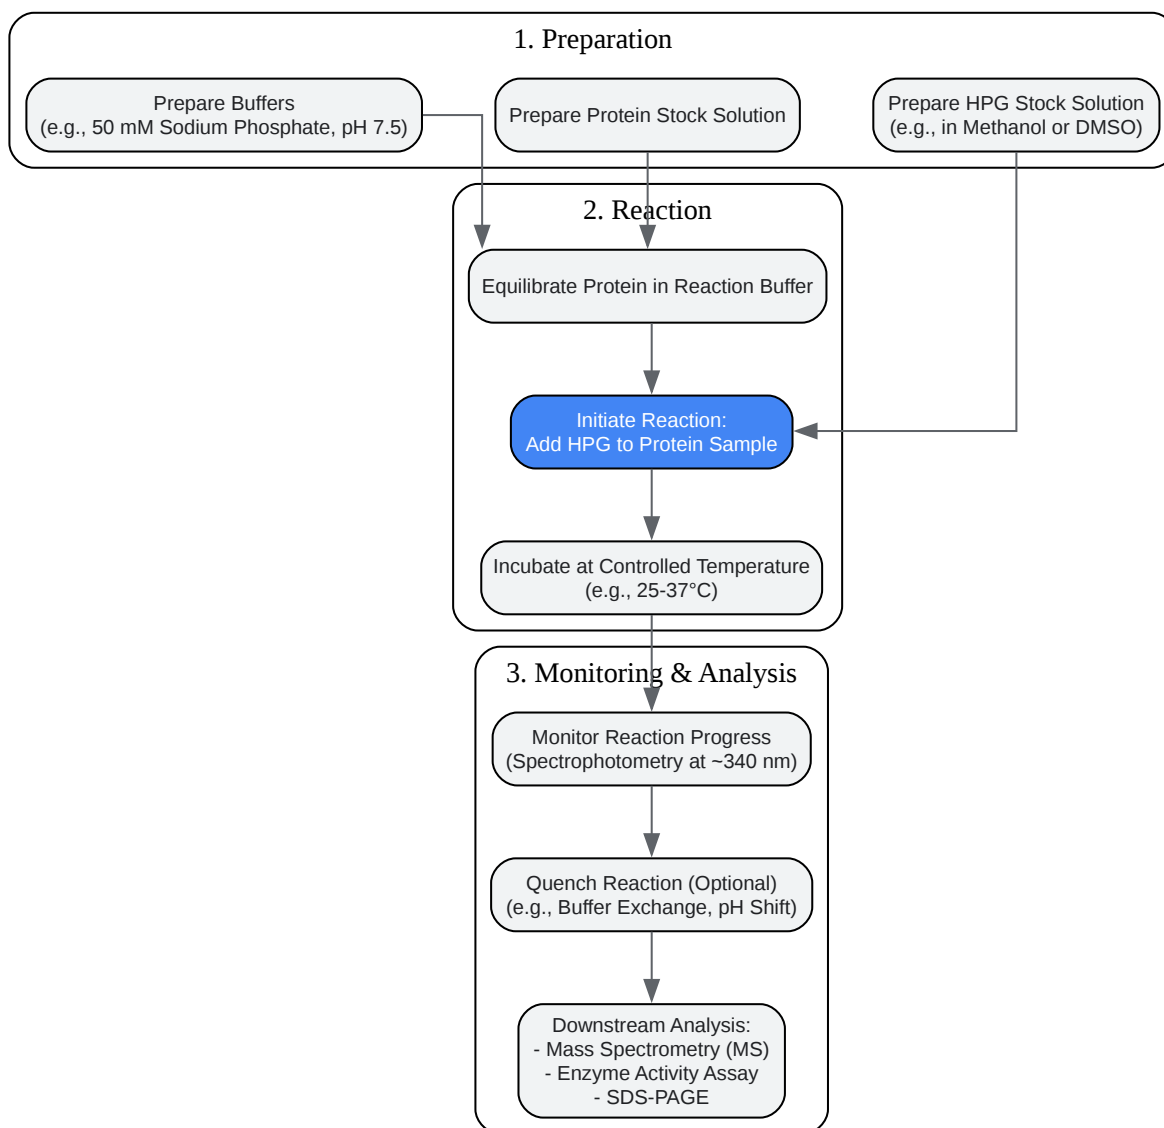 1. Preparation
Prepare Buffers
(e.g., 50 mM Sodium Phosphate, pH 7.5)
Prepare Protein Stock Solution
Prepare HPG Stock Solution
(e.g., in Methanol or DMSO)
2. Reaction
Equilibrate Protein in Reaction Buffer
Initiate Reaction:
Add HPG to Protein Sample
Incubate at Controlled Temperature
(e.g., 25-37°C)
3. Monitoring & Analysis
Monitor Reaction Progress
(Spectrophotometry at ~340 nm)
Quench Reaction (Optional)
(e.g., Buffer Exchange, pH Shift)
Downstream Analysis:
- Mass Spectrometry (MS)
- Enzyme Activity Assay
- SDS-PAGE